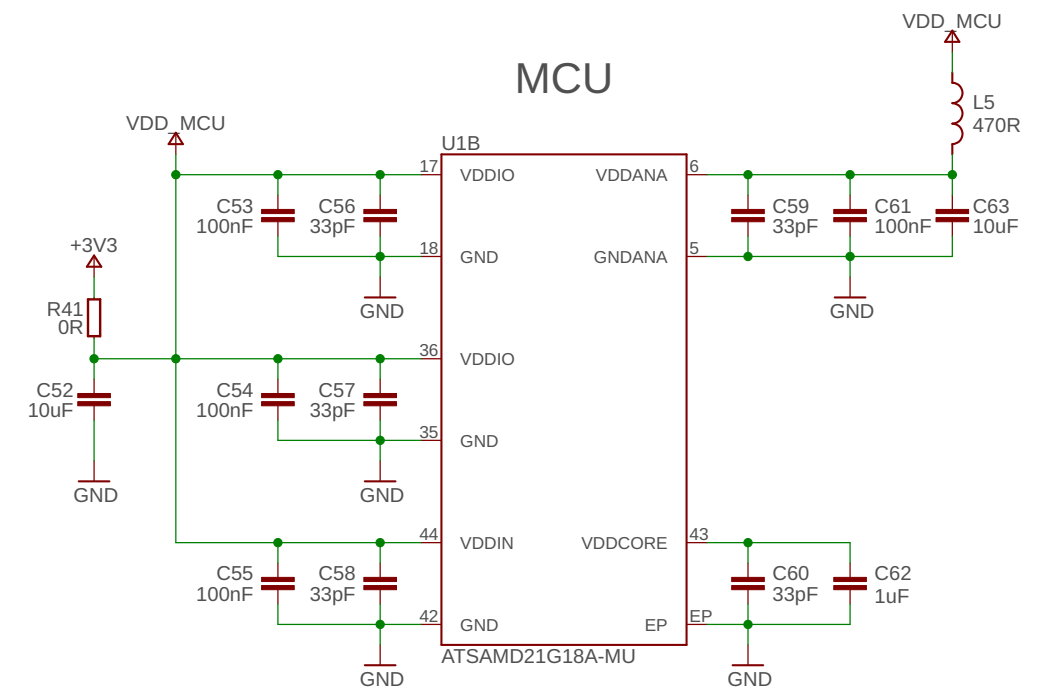 VDD_MCU
MCU
L5
470R
VDD_MCU
U1B
17 VDDIO VDDANA 6
C53
100nF
C56
33pF
C59
33pF
C61
100nF
C63
10uF
+3V3
18 GND GNDANA 5
GND
GND
R41
0R
36 VDDIO
C52
10uF
C54
100nF
C57
33pF
35 GND
GND
GND
44 VDDIN VDDCORE 43
C55
100nF
C58
33pF
C60
33pF
C62
1uF
42 GND EP EP
ATSAMD21G18A-MU
GND
GND